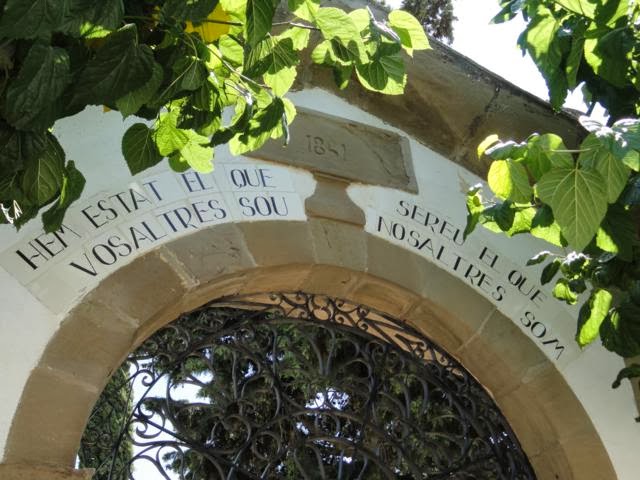 1841
HEM ESTAT EL QUE
VOSALTRES SOU
SEREU EL QUE
NOSALTRES SOM